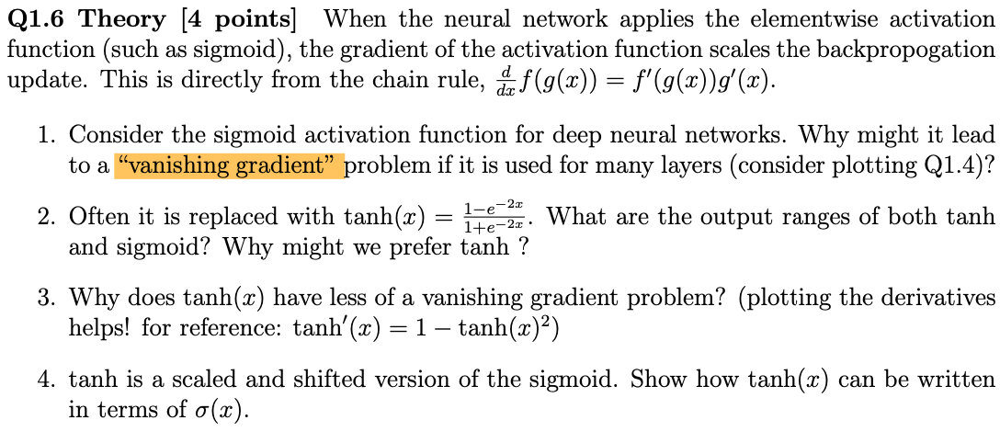 Q1.6 Theory [4 points] When the neural network applies the elementwise activation
function (such as sigmoid), the gradient of the activation function scales the backpropogation
update. This is directly from the chain rule, $\frac{d}{dx}f(g(x)) = f'(g(x))g'(x)$.
1. Consider the sigmoid activation function for deep neural networks. Why might it lead
to a “vanishing gradient” problem if it is used for many layers (consider plotting Q1.4)?
2. Often it is replaced with $\tanh(x) = \frac{1-e^{-2x}}{1+e^{-2x}}$. What are the output ranges of both tanh
and sigmoid? Why might we prefer tanh ?
3. Why does tanh(x) have less of a vanishing gradient problem? (plotting the derivatives
helps! for reference: $\tanh'(x) = 1 - \tanh(x)^2$)
4. tanh is a scaled and shifted version of the sigmoid. Show how tanh(x) can be written
in terms of σ(x).